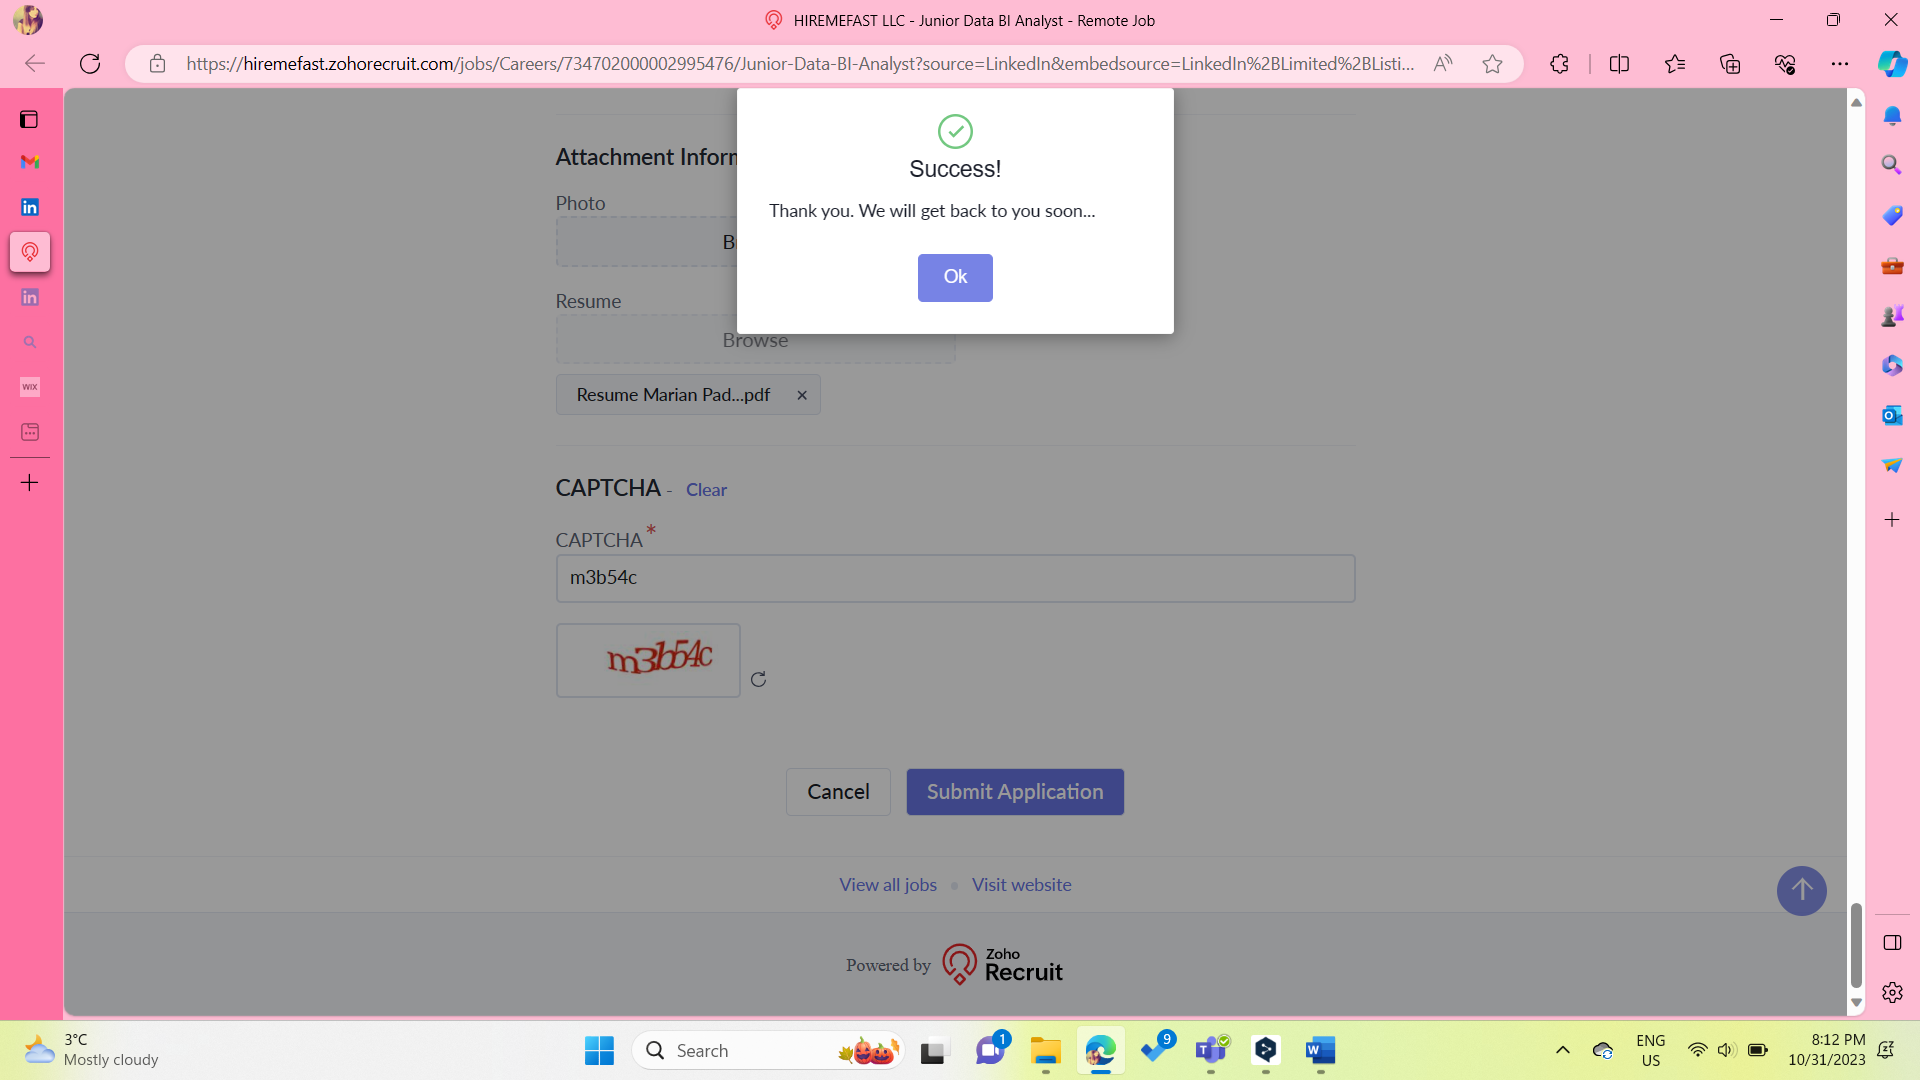 HIREMEFAST LLC - Junior Data BI Analyst - Remote Job
https://hiremefast.zohorecruit.com/jobs/Careers/734702000002995476/Junior-Data-BI-Analyst?source=LinkedIn&embedsource=LinkedIn%2BLimited%2BListi...
Success!
Thank you. We will get back to you soon...
Ok
Attachment Inform
Photo
B
Resume
Browse
Resume Marian Pad...pdf ×
CAPTCHA - Clear
CAPTCHA *
m3b54c
m3b54c
Cancel
Submit Application
View all jobs • Visit website
Powered by Zoho Recruit
WIX
3°C
Mostly cloudy
Search
1
9
ENG
US
8:12 PM
10/31/2023